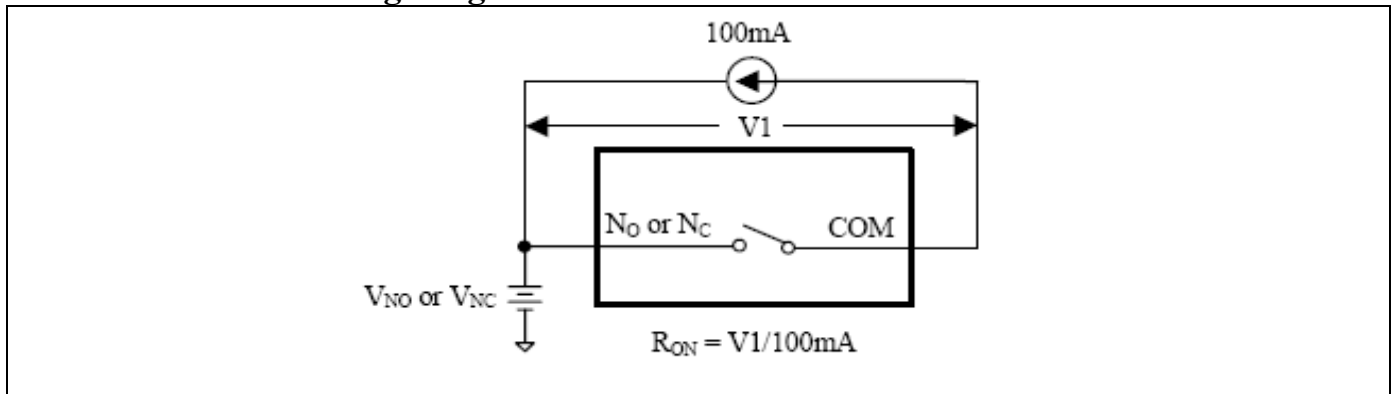 100mA
V1
NO or NC COM
VNO or VNC
RON = V1/100mA